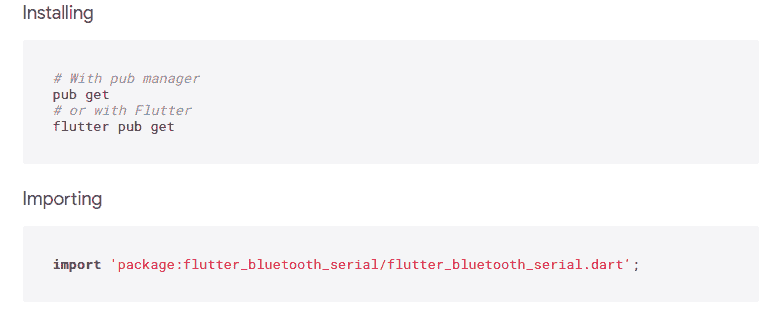 Installing
# With pub manager
pub get
# or with Flutter
flutter pub get
Importing
import 'package:flutter_bluetooth_serial/flutter_bluetooth_serial.dart';